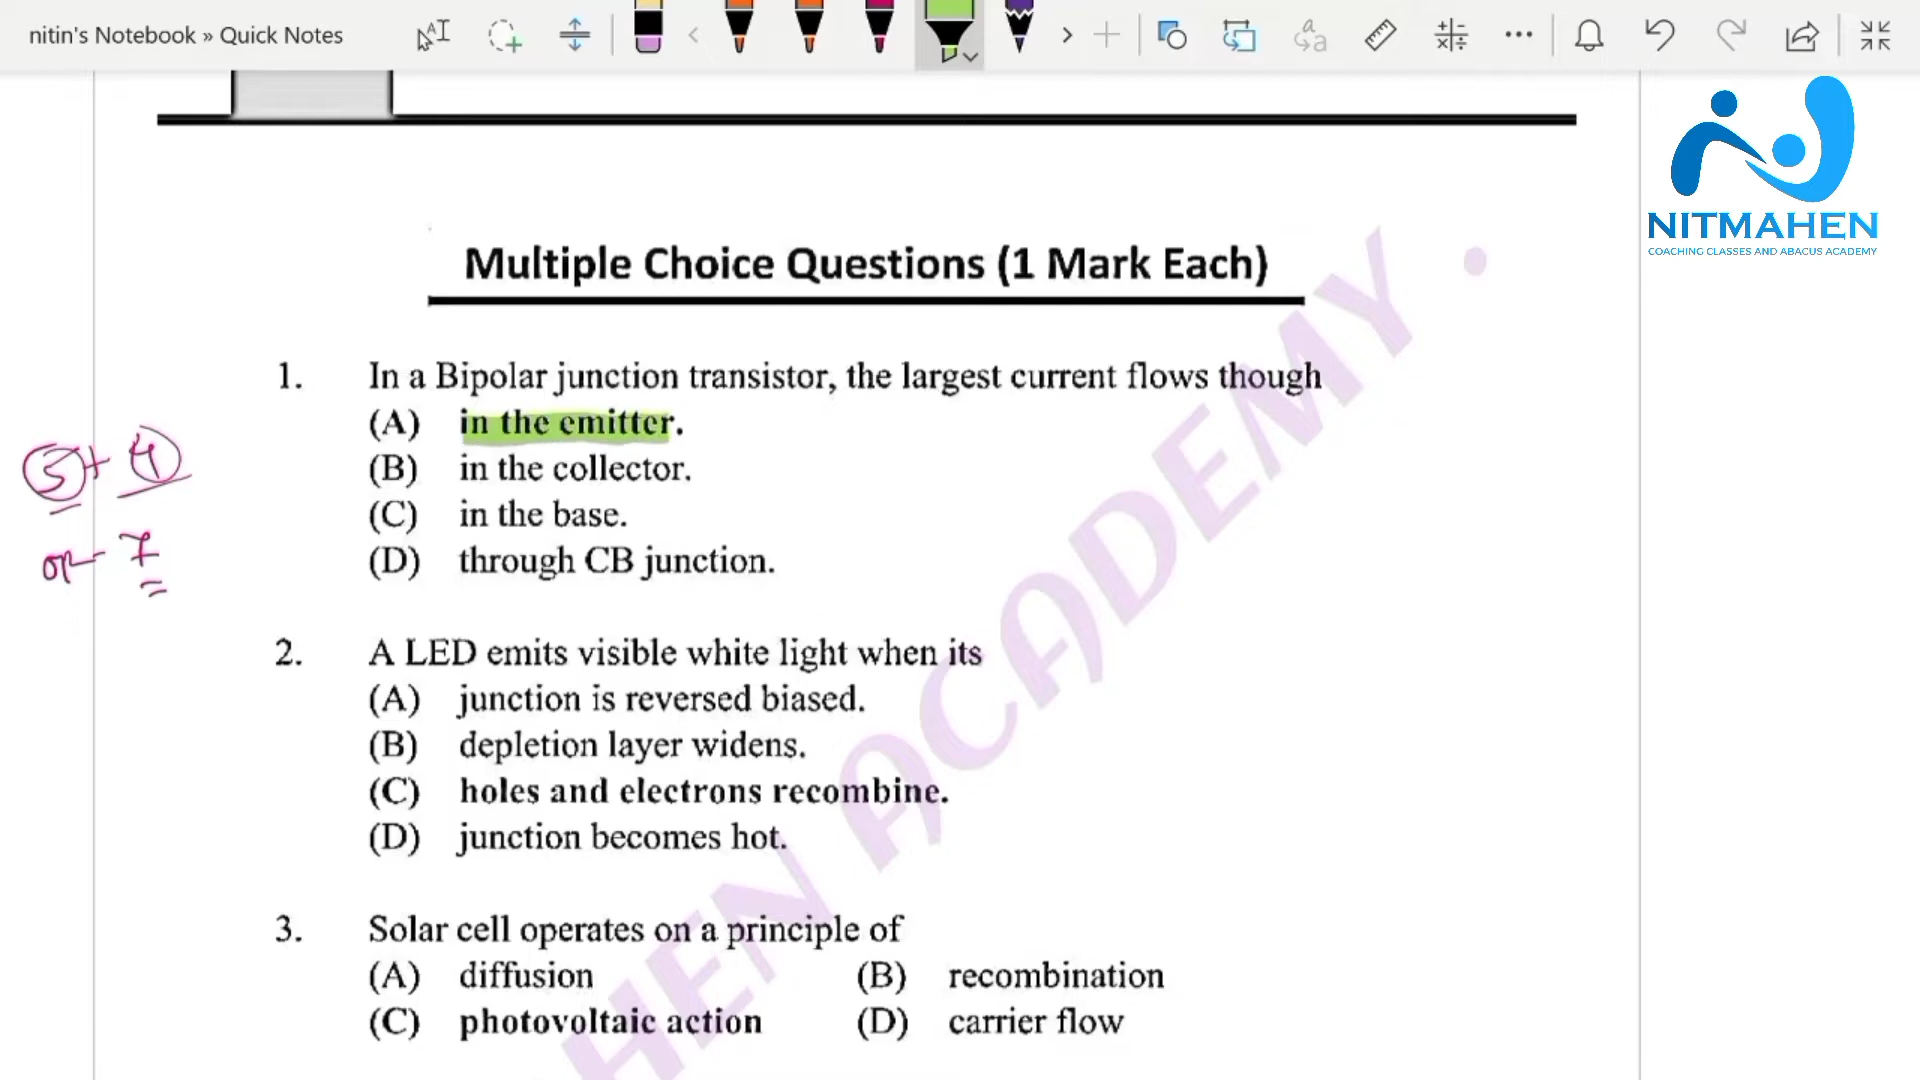 nitin's Notebook » Quick Notes
NITMAHEN
COACHING CLASSES AND ABACUS ACADEMY
Multiple Choice Questions (1 Mark Each)
1. In a Bipolar junction transistor, the largest current flows though
(A) in the emitter.
(B) in the collector.
(C) in the base.
(D) through CB junction.
5 + 4
or 7
2. A LED emits visible white light when its
(A) junction is reversed biased.
(B) depletion layer widens.
(C) holes and electrons recombine.
(D) junction becomes hot.
3. Solar cell operates on a principle of
(A) diffusion (B) recombination
(C) photovoltaic action (D) carrier flow
HEN ACADEMY .